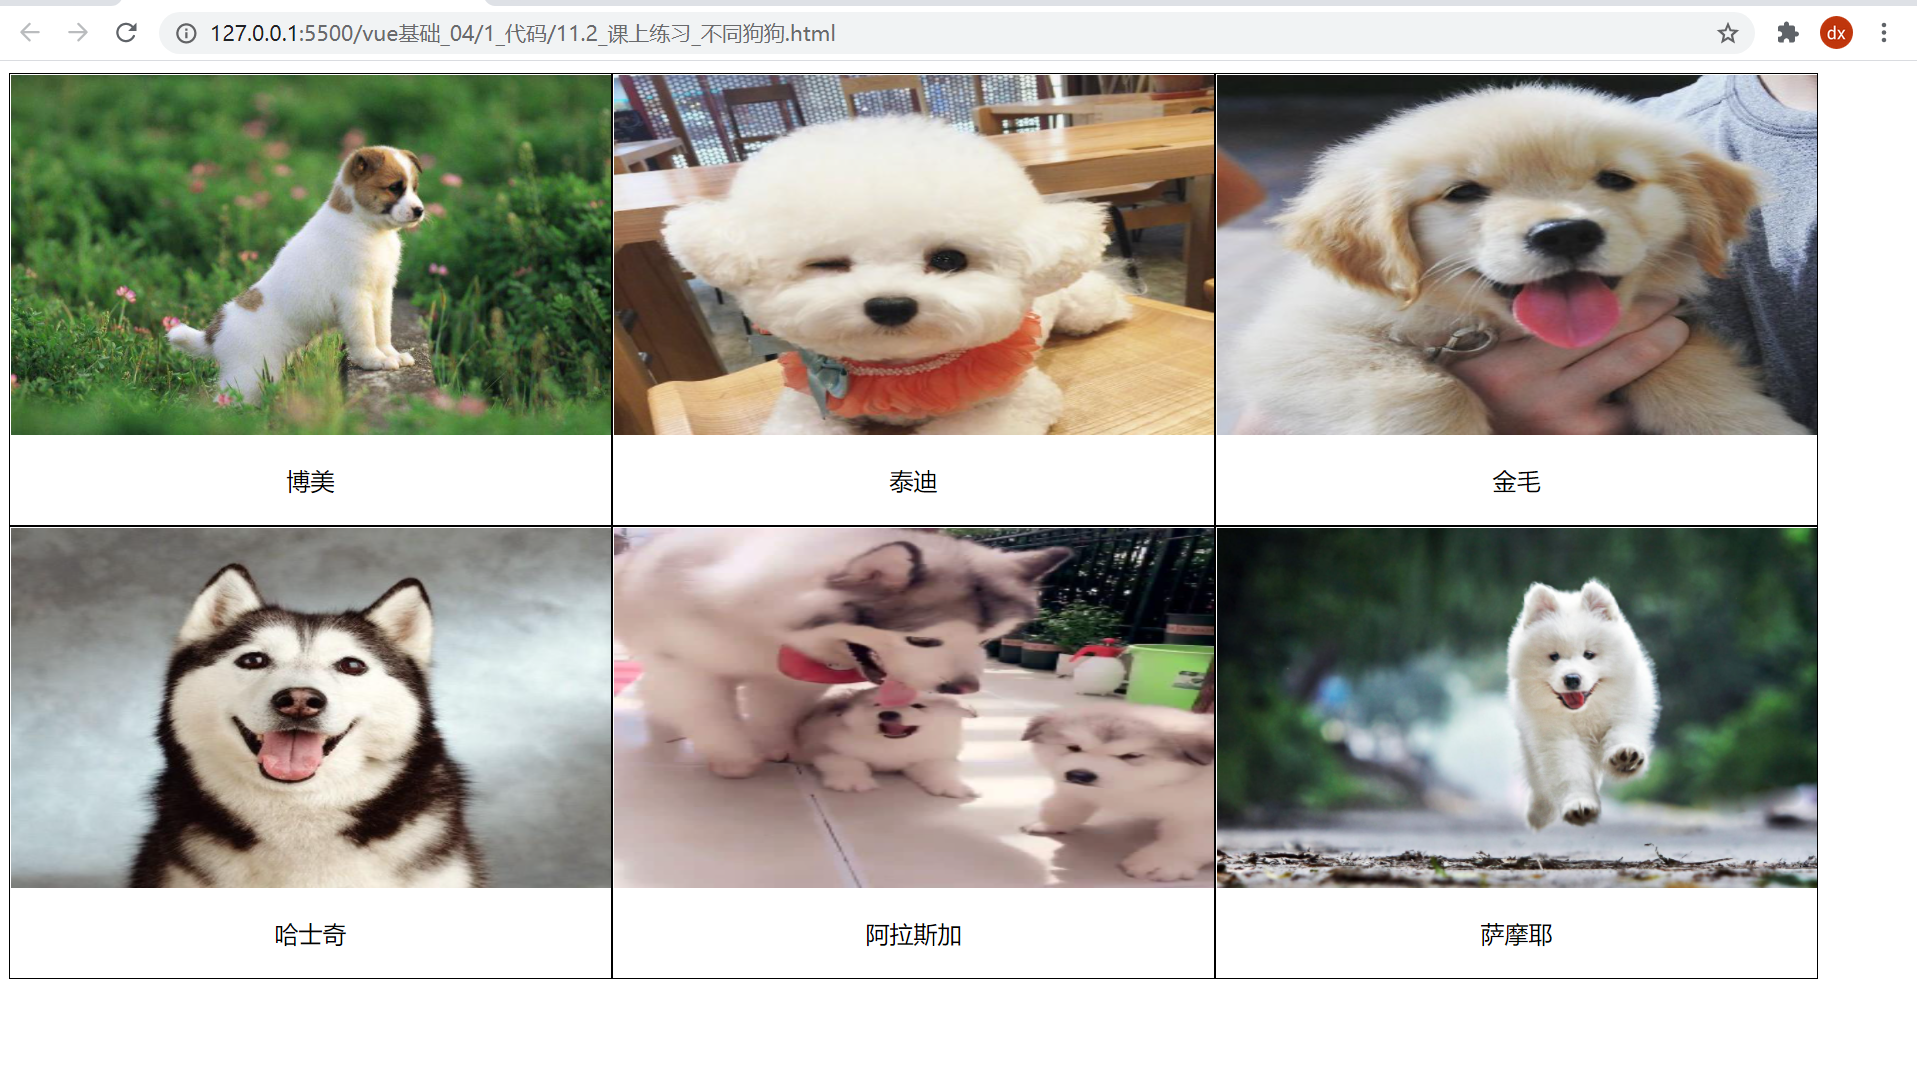 127.0.0.1:5500/vue基础_04/1_代码/11.2_课上练习_不同狗狗.html
dx
博美
泰迪
金毛
哈士奇
阿拉斯加
萨摩耶